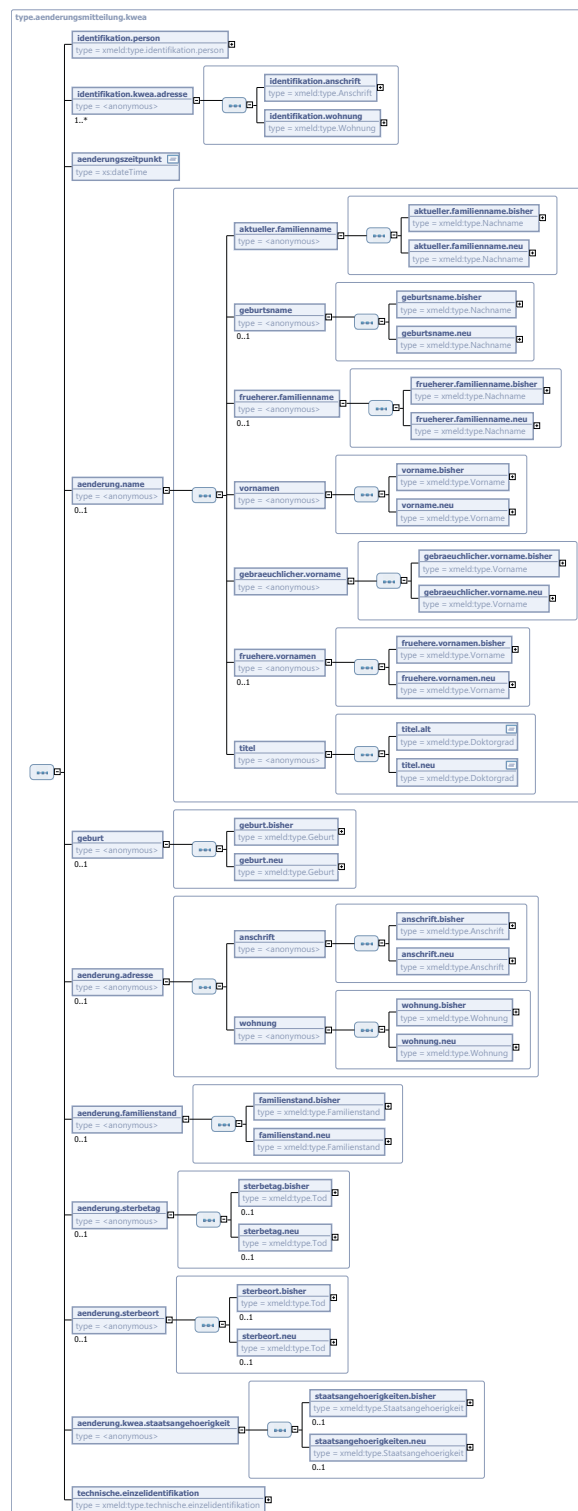 type.aenderungsmitteilung.kwea
identifikation.person
type = xmeld:type.identifikation.person
identifikation.kwea.adresse
type = <anonymous>
1..*
identifikation.anschrift
type = xmeld:type.Anschrift
identifikation.wohnung
type = xmeld:type.Wohnung
aenderungszeitpunkt
type = xs:dateTime
aenderung.name
type = <anonymous>
0..1
aktueller.familienname
type = <anonymous>
aktueller.familienname.bisher
type = xmeld:type.Nachname
aktueller.familienname.neu
type = xmeld:type.Nachname
geburtsname
type = <anonymous>
0..1
geburtsname.bisher
type = xmeld:type.Nachname
geburtsname.neu
type = xmeld:type.Nachname
frueherer.familienname
type = <anonymous>
0..1
frueherer.familienname.bisher
type = xmeld:type.Nachname
frueherer.familienname.neu
type = xmeld:type.Nachname
vornamen
type = <anonymous>
vorname.bisher
type = xmeld:type.Vorname
vorname.neu
type = xmeld:type.Vorname
gebraeuchlicher.vorname
type = <anonymous>
gebraeuchlicher.vorname.bisher
type = xmeld:type.Vorname
gebraeuchlicher.vorname.neu
type = xmeld:type.Vorname
fruehere.vornamen
type = <anonymous>
0..1
fruehere.vornamen.bisher
type = xmeld:type.Vorname
fruehere.vornamen.neu
type = xmeld:type.Vorname
titel
type = <anonymous>
titel.alt
type = xmeld:type.Doktorgrad
titel.neu
type = xmeld:type.Doktorgrad
geburt
type = <anonymous>
0..1
geburt.bisher
type = xmeld:type.Geburt
geburt.neu
type = xmeld:type.Geburt
aenderung.adresse
type = <anonymous>
0..1
anschrift
type = <anonymous>
anschrift.bisher
type = xmeld:type.Anschrift
anschrift.neu
type = xmeld:type.Anschrift
wohnung
type = <anonymous>
wohnung.bisher
type = xmeld:type.Wohnung
wohnung.neu
type = xmeld:type.Wohnung
aenderung.familienstand
type = <anonymous>
0..1
familienstand.bisher
type = xmeld:type.Familienstand
familienstand.neu
type = xmeld:type.Familienstand
aenderung.sterbetag
type = <anonymous>
0..1
sterbetag.bisher
type = xmeld:type.Tod
0..1
sterbetag.neu
type = xmeld:type.Tod
0..1
aenderung.sterbeort
type = <anonymous>
0..1
sterbeort.bisher
type = xmeld:type.Tod
0..1
sterbeort.neu
type = xmeld:type.Tod
0..1
aenderung.kwea.staatsangehoerigkeit
type = <anonymous>
staatsangehoerigkeiten.bisher
type = xmeld:type.Staatsangehoerigkeit
0..1
staatsangehoerigkeiten.neu
type = xmeld:type.Staatsangehoerigkeit
0..1
technische.einzelidentifikation
type = xmeld:type.technische.einzelidentifikation